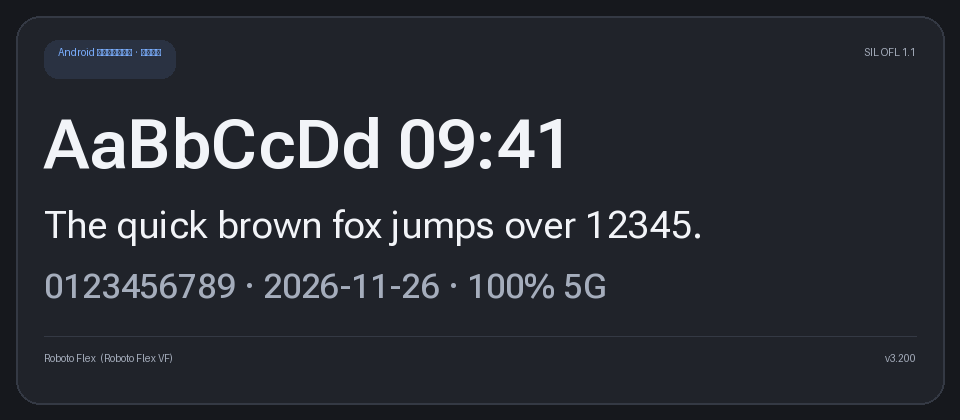 Android ·
SIL OFL 1.1
AaBbCcDd 09:41
The quick brown fox jumps over 12345.
0123456789 · 2026-11-26 · 100% 5G
Roboto Flex (Roboto Flex VF)
v3.200